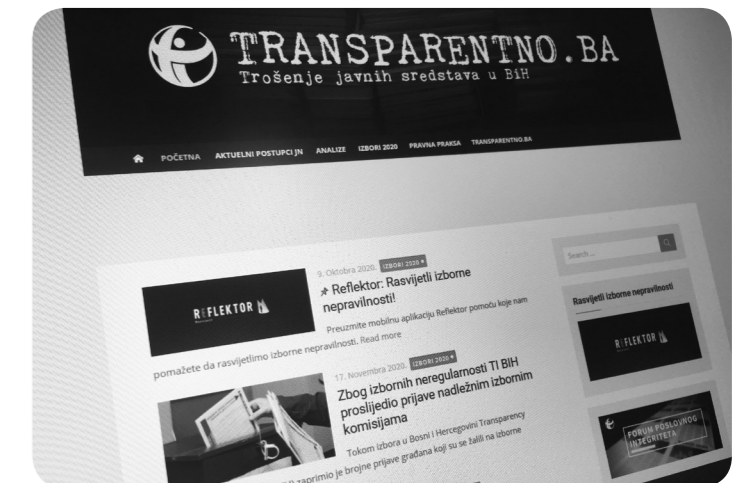 TRANSPARENTNO.BA
Trošenje javnih sredstava u BiH
POČETNA AKTUELNI POSTUPCI JN ANALIZE IZBORI 2020 PRAVNA PRAKSA TRANSPARENTNO.BA
Search ...
9. Oktobra 2020. IZBORI 2020
Reflektor: Rasvijetli izborne
nepravilnosti!
REFLEKTOR
Preuzmite mobilnu aplikaciju Reflektor pomoću koje nam
pomažete da rasvijetlimo izborne nepravilnosti. Read more
Rasvijetli izborne nepravilnosti
REFLEKTOR
17. Novembra 2020. IZBORI 2020
Zbog izbornih neregularnosti TI BIH
proslijedio prijave nadležnim izbornim
komisijama
Tokom izbora u Bosni i Hercegovini Transparency
zaprimio je brojne prijave građana koji su se žalili na izborne
FORUM POSLOVNOG
INTEGRITETA